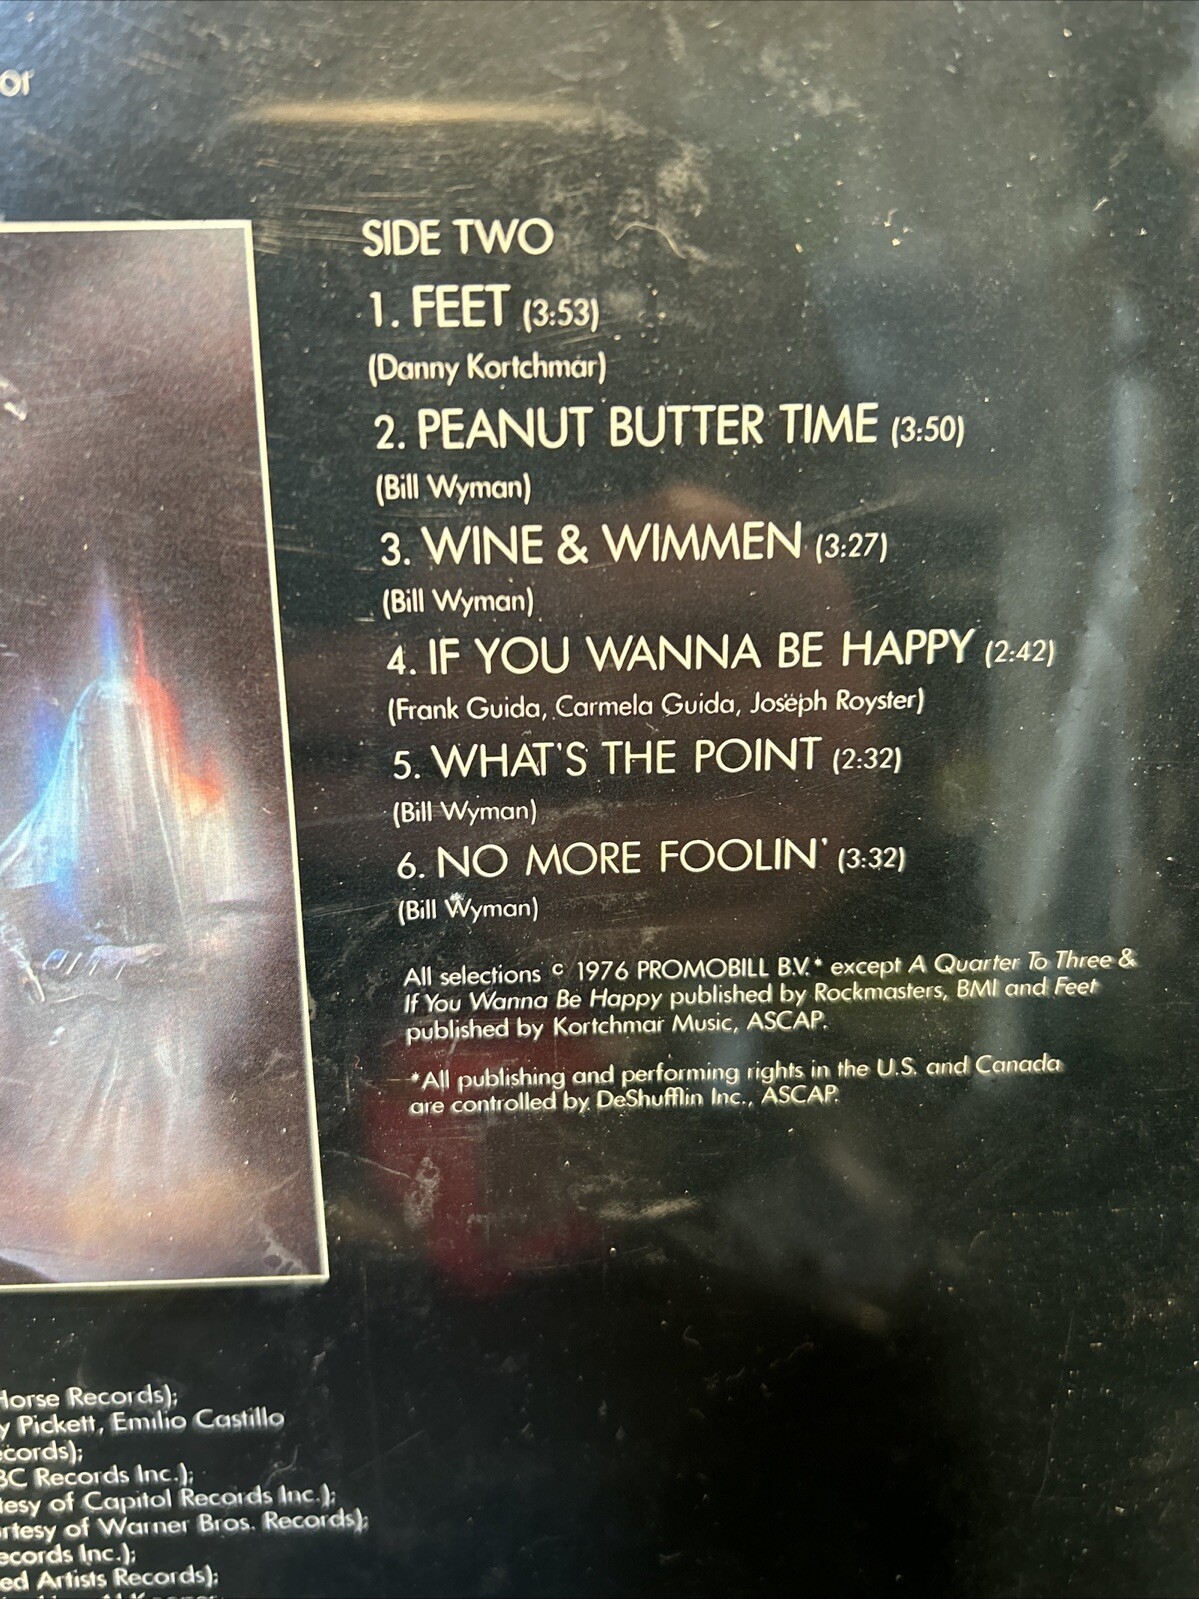 SIDE TWO
1. FEET (3:53)
(Danny Kortchmar)
2. PEANUT BUTTER TIME (3:50)
(Bill Wyman)
3. WINE & WIMMEN (3:27)
(Bill Wyman)
4. IF YOU WANNA BE HAPPY (2:42)
(Frank Guida, Carmela Guida, Joseph Royster)
5. WHAT'S THE POINT (2:32)
(Bill Wyman)
6. NO MORE FOOLIN' (3:32)
(Bill Wyman)
All selections © 1976 PROMOBILL B.V.* except A Quarter To Three &
If You Wanna Be Happy published by Rockmasters, BMI and Feet
published by Kortchmar Music, ASCAP.
*All publishing and performing rights in the U.S. and Canada
are controlled by DeShufflin Inc., ASCAP.
Horse Records);
y Pickett, Emilio Castillo
ecords);
BC Records Inc.);
tesy of Capitol Records Inc.);
rtesy of Warner Bros. Records);
ecords Inc.);
ed Artists Records);